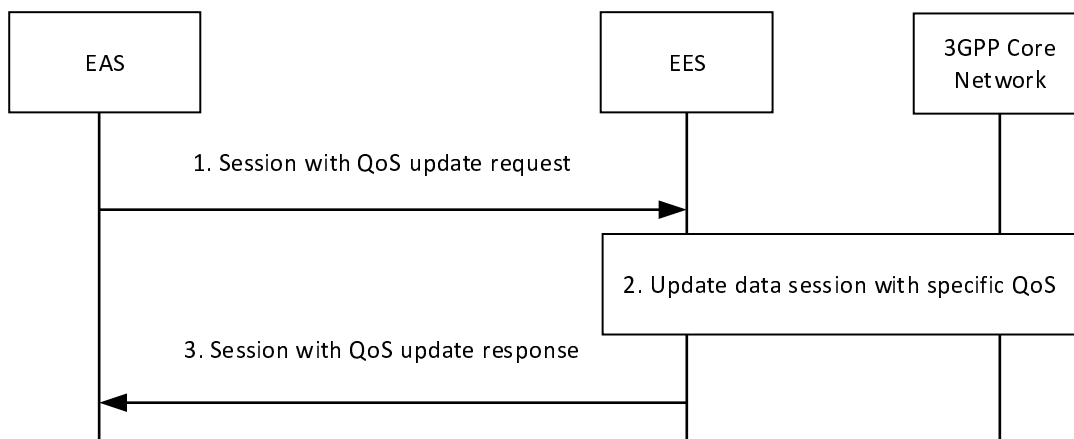 EAS
EES
3GPP Core
Network
1. Session with QoS update request
2. Update data session with specific QoS
3. Session with QoS update response